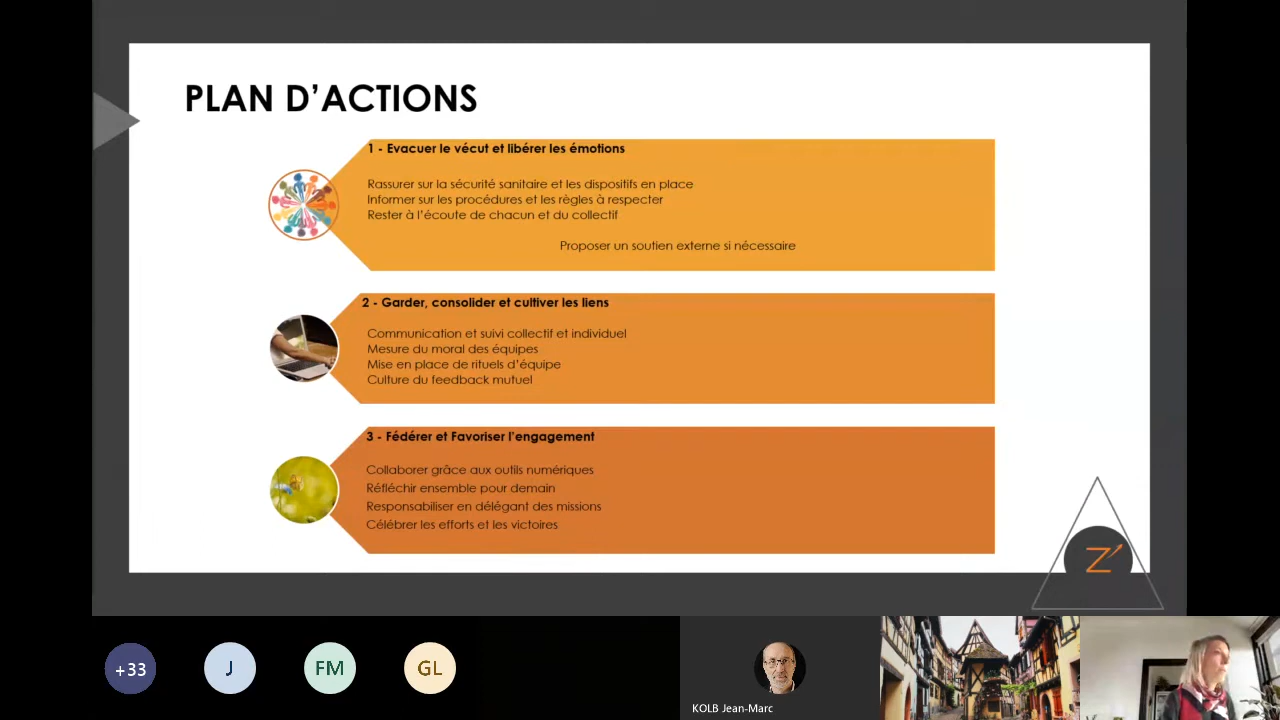 PLAN D'ACTIONS
1 - Evacuer le vécut et libérer les émotions
Rassurer sur la sécurité sanitaire et les dispositifs en place
Informer sur les procédures et les règles à respecter
Rester à l'écoute de chacun et du collectif
Proposer un soutien externe si nécessaire
2 - Garder, consolider et cultiver les liens
Communication et suivi collectif et individuel
Mesure du moral des équipes
Mise en place de rituels d'équipe
Culture du feedback mutuel
3 - Fédérer et Favoriser l'engagement
Collaborer grâce aux outils numériques
Réfléchir ensemble pour demain
Responsabiliser en délégant des missions
Célébrer les efforts et les victoires
Z
+33
J
FM
GL
KOLB Jean-Marc